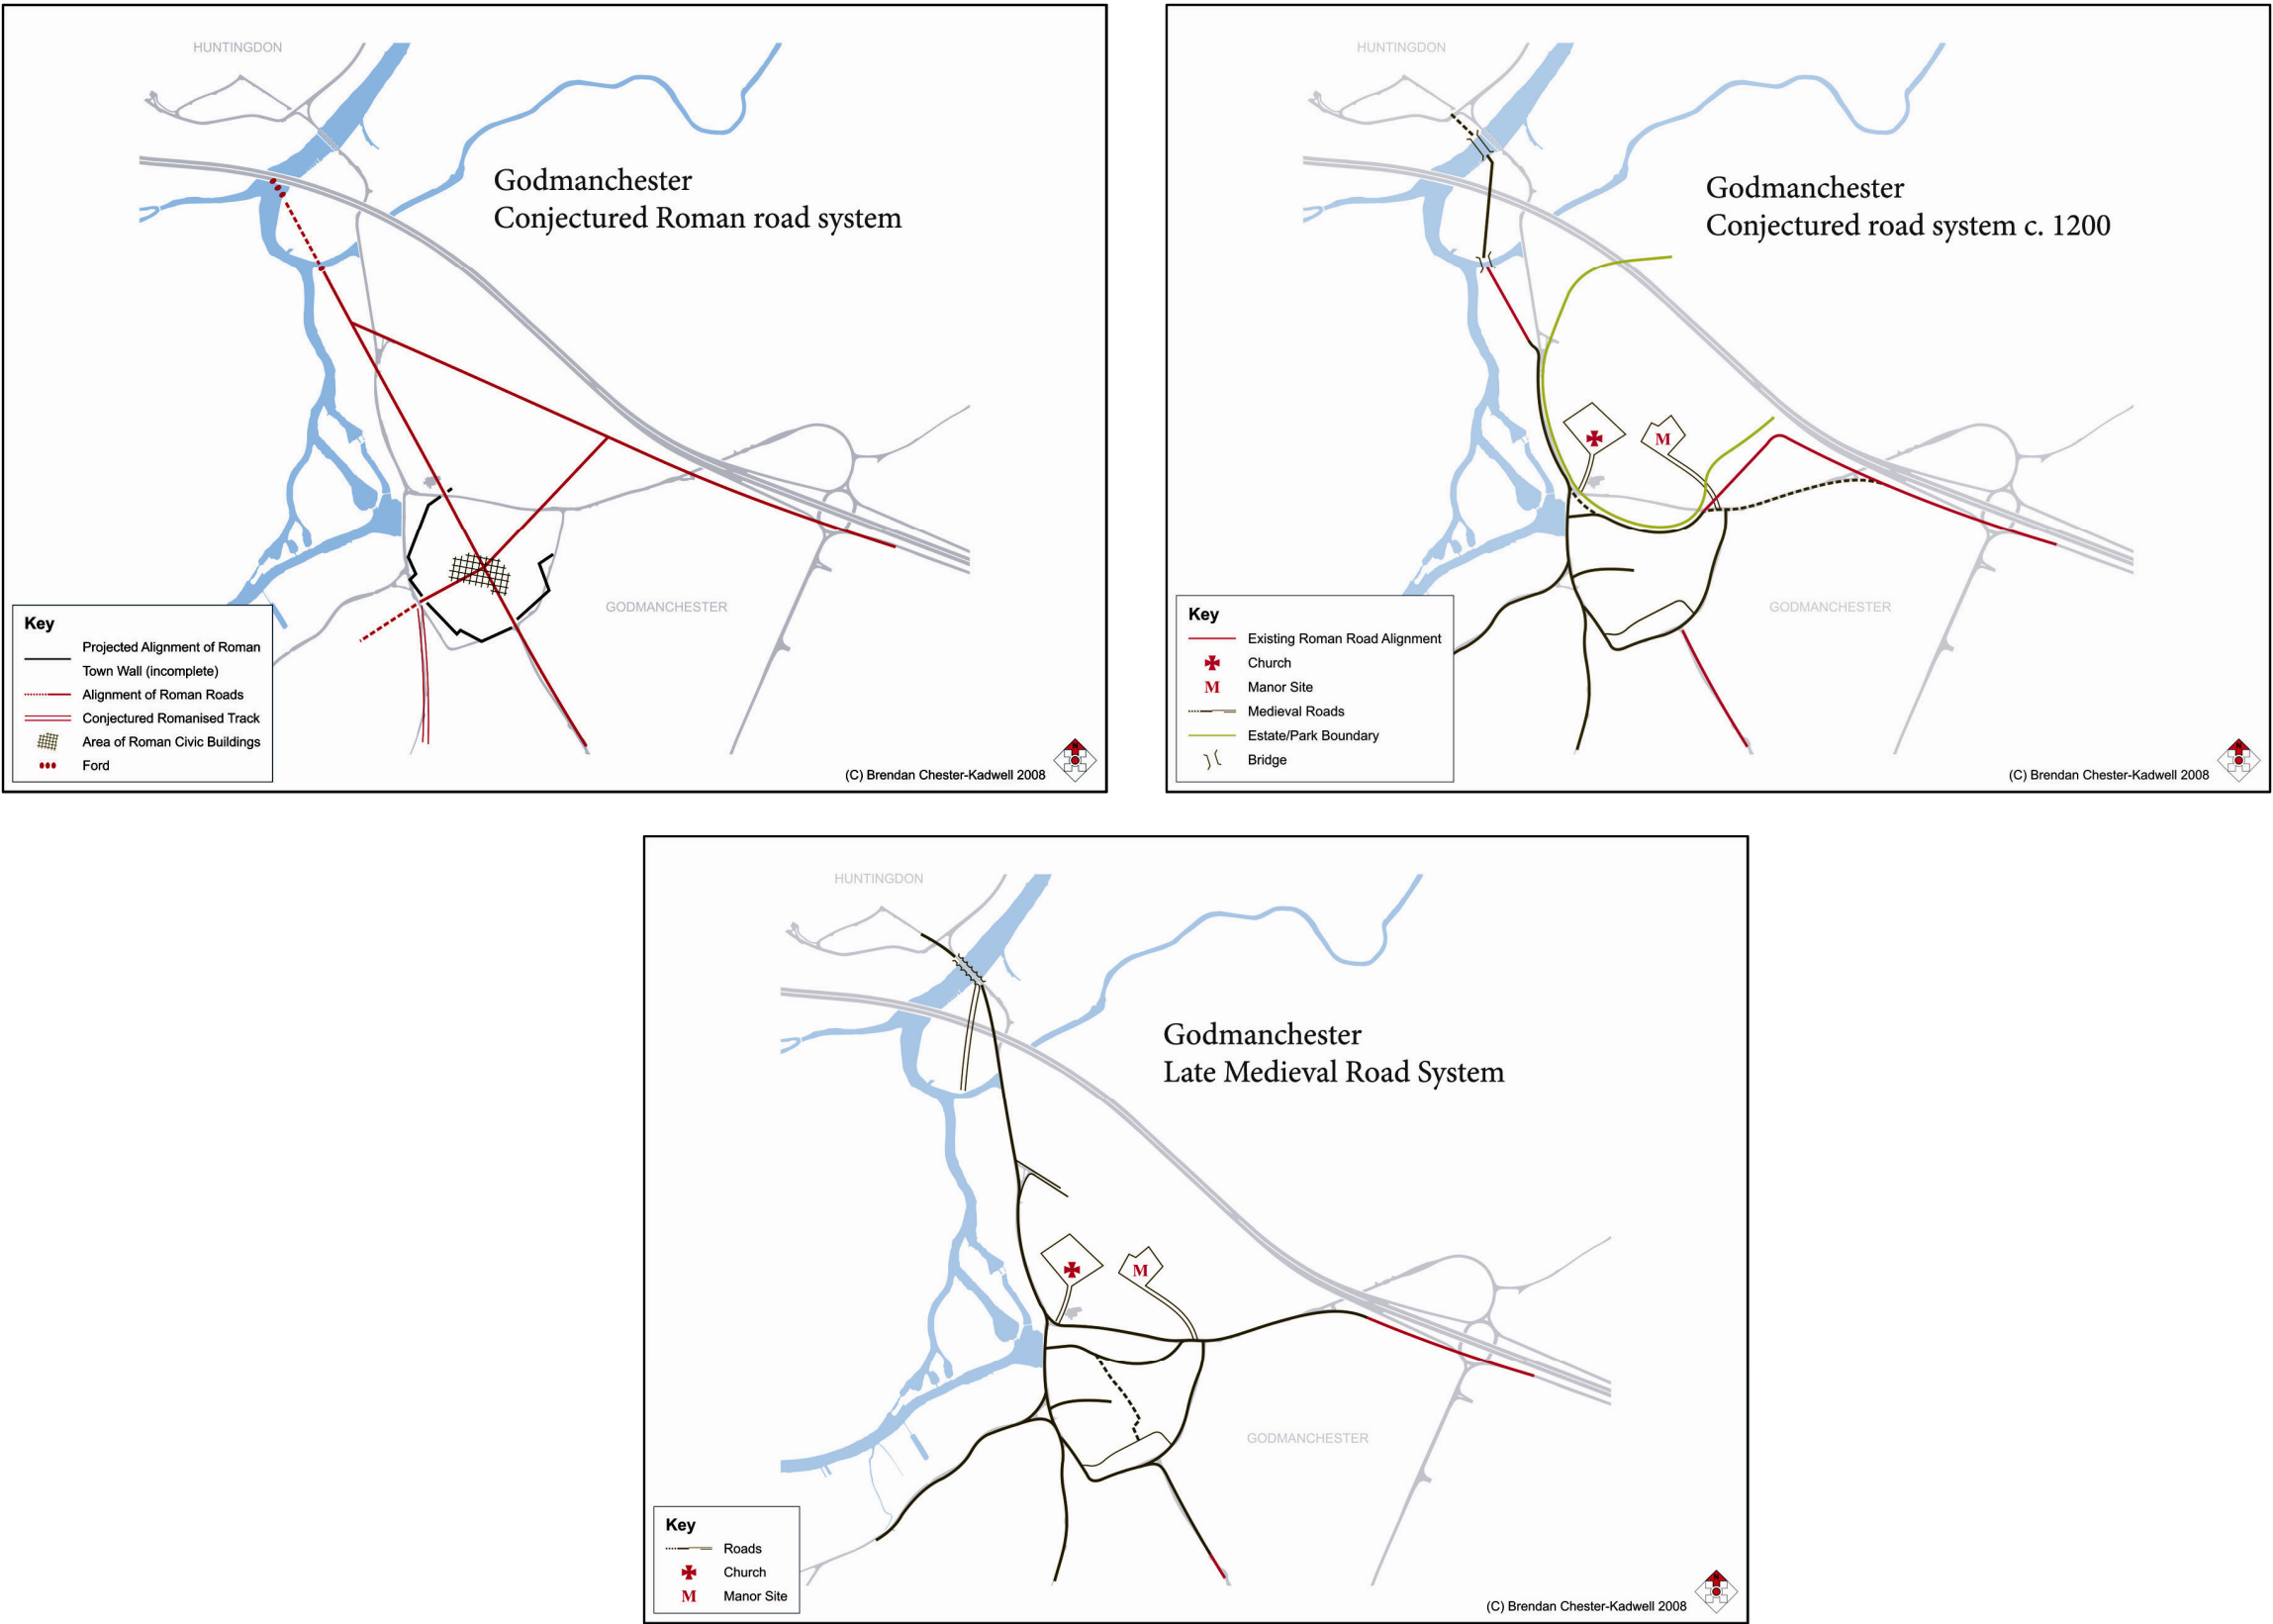 HUNTINGDON
Godmanchester
Conjectured Roman road system
GODMANCHESTER
Key
Projected Alignment of Roman
Town Wall (incomplete)
Alignment of Roman Roads
Conjectured Romanised Track
Area of Roman Civic Buildings
Ford
N
(C) Brendan Chester-Kadwell 2008
HUNTINGDON
Godmanchester
Conjectured road system c. 1200
M
GODMANCHESTER
Key
Existing Roman Road Alignment
Church
M Manor Site
Medieval Roads
Estate/Park Boundary
Bridge
N
(C) Brendan Chester-Kadwell 2008
HUNTINGDON
Godmanchester
Late Medieval Road System
M
GODMANCHESTER
Key
Roads
Church
M Manor Site
N
(C) Brendan Chester-Kadwell 2008